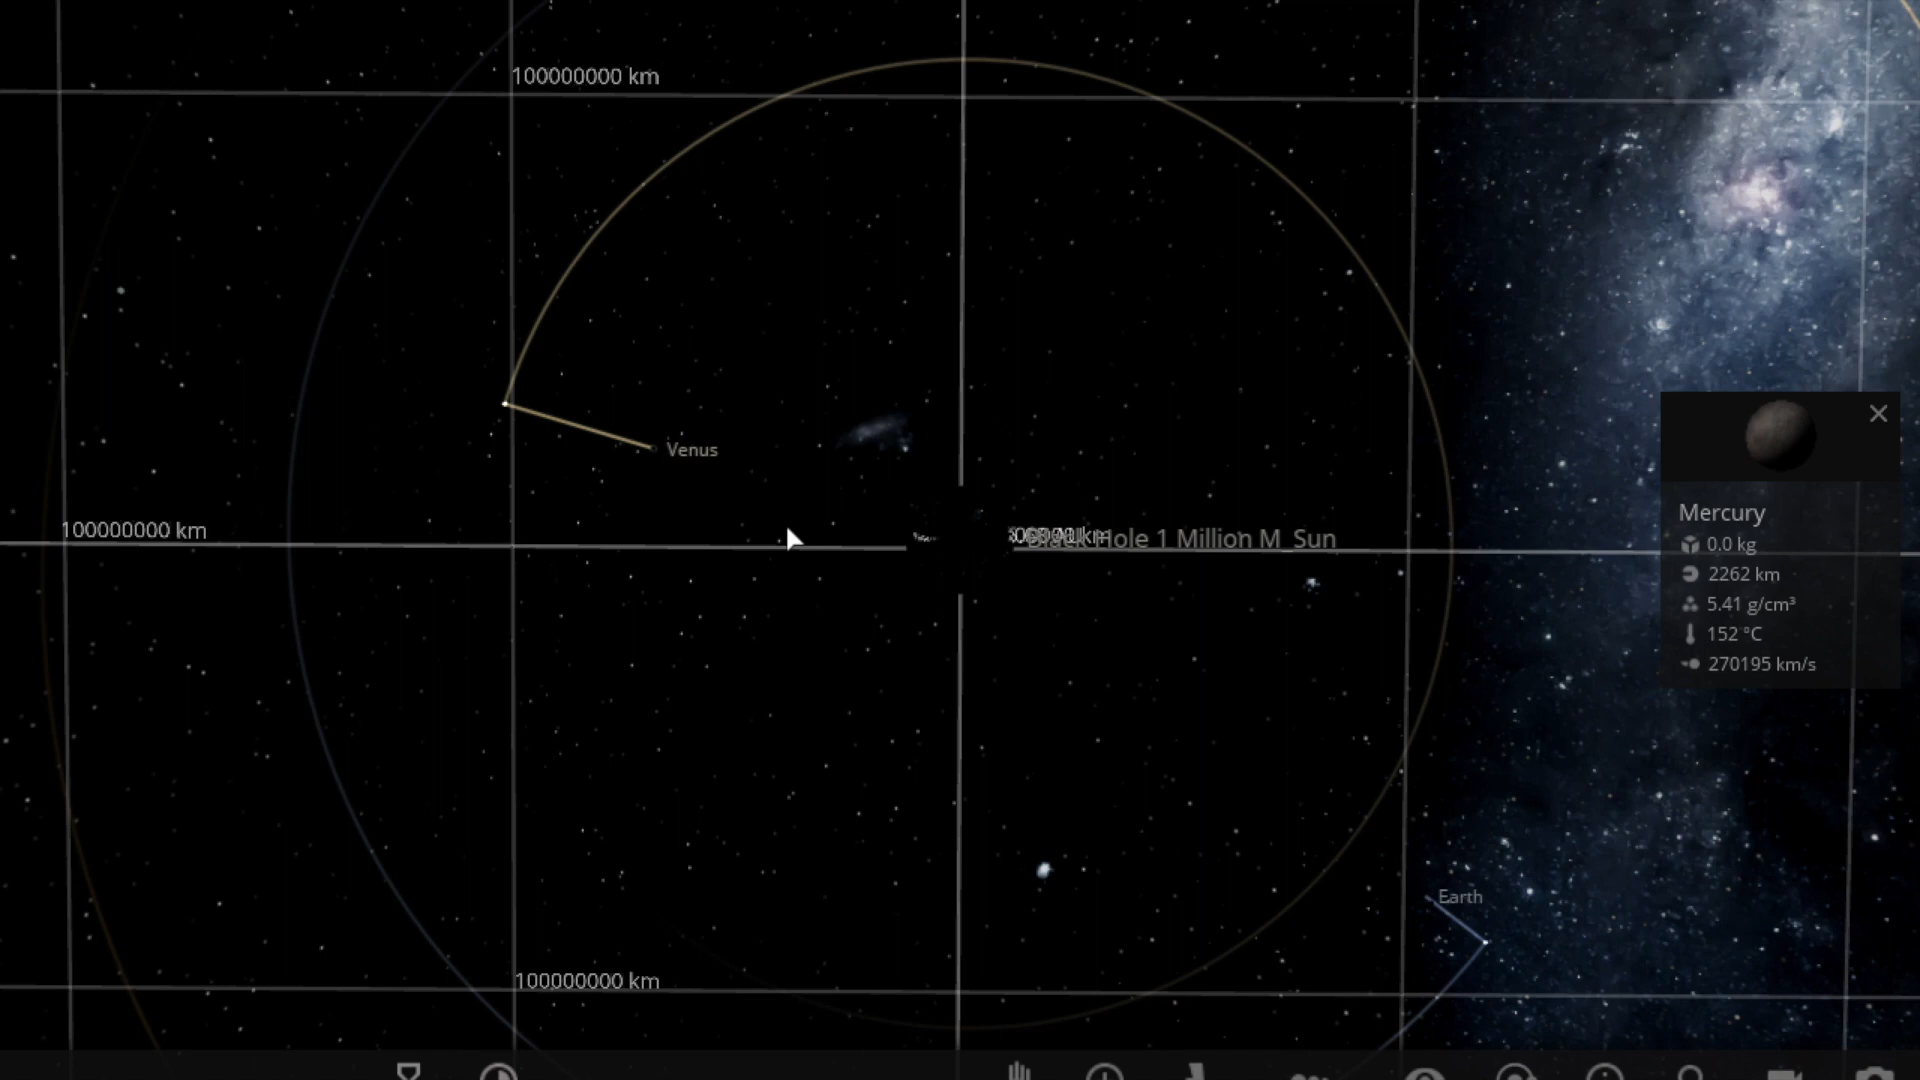 100000000 km
Venus
100000000 km
Hole 1 Million M_Sun
Mercury
0.0 kg
2262 km
5.41 g/cm³
152 °C
270195 km/s
Earth
100000000 km